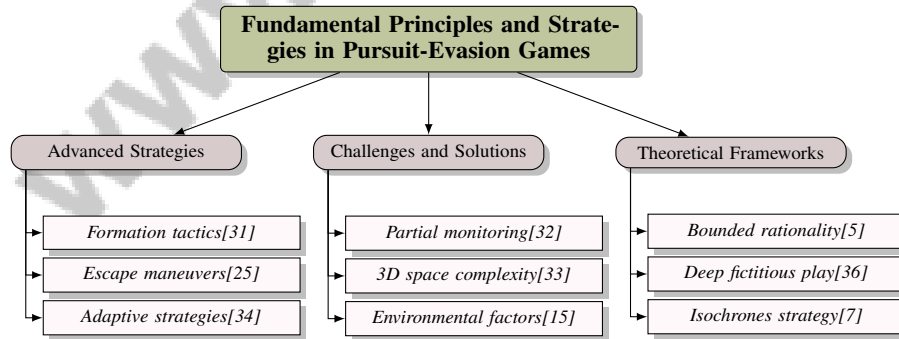 Fundamental Principles and Strate-
gies in Pursuit-Evasion Games
Advanced Strategies
Challenges and Solutions
Theoretical Frameworks
Formation tactics[31]
Partial monitoring[32]
Bounded rationality[5]
Escape maneuvers[25]
3D space complexity[33]
Deep fictitious play[36]
Adaptive strategies[34]
Environmental factors[15]
Isochrones strategy[7]
www